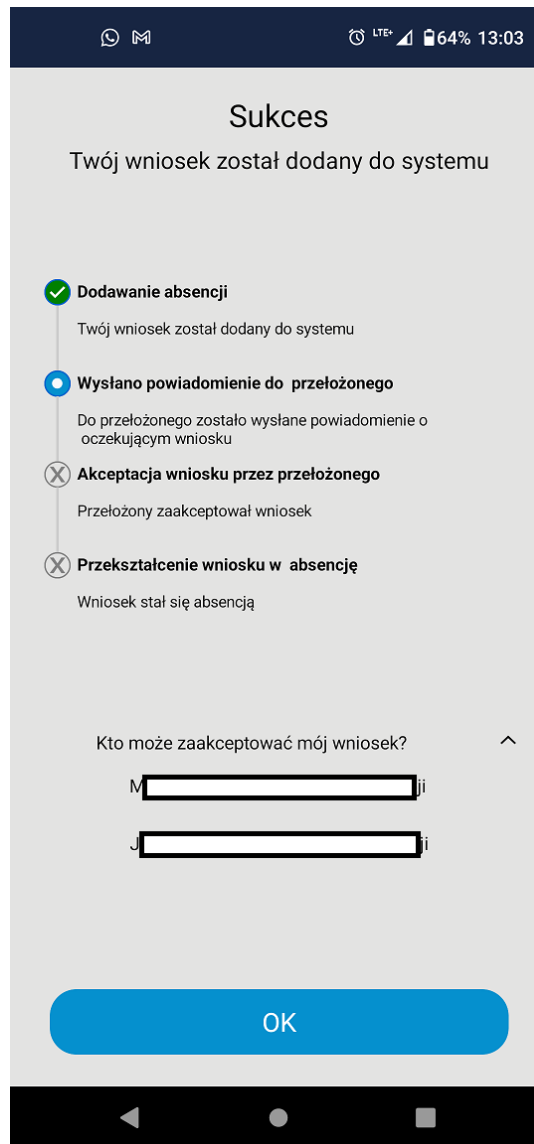 LTE+ 64% 13:03
Sukces
Twój wniosek został dodany do systemu
Dodawanie absencji
Twój wniosek został dodany do systemu
Wysłano powiadomienie do przełożonego
Do przełożonego zostało wysłane powiadomienie o
oczekującym wniosku
X Akceptacja wniosku przez przełożonego
Przełożony zaakceptował wniosek
X Przekształcenie wniosku w absencję
Wniosek stał się absencją
Kto może zaakceptować mój wniosek?
M ji
J ji
OK